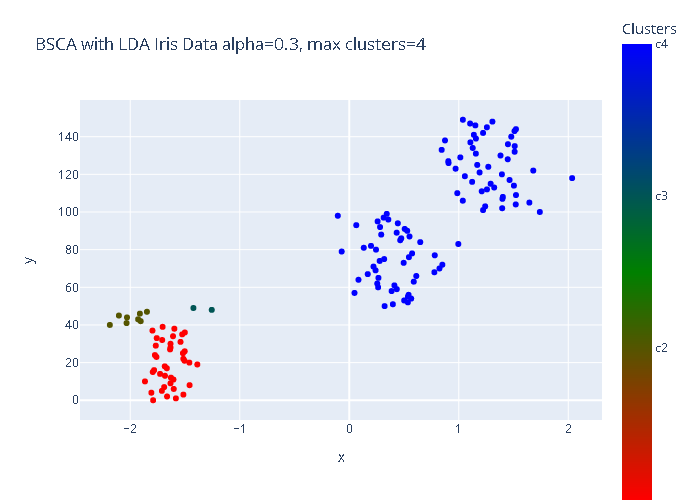 BSCA with LDA Iris Data alpha=0.3, max clusters=4
Clusters
c4
c3
c2
140
120
100
80
60
40
20
0
y
−2
−1
0
1
2
x